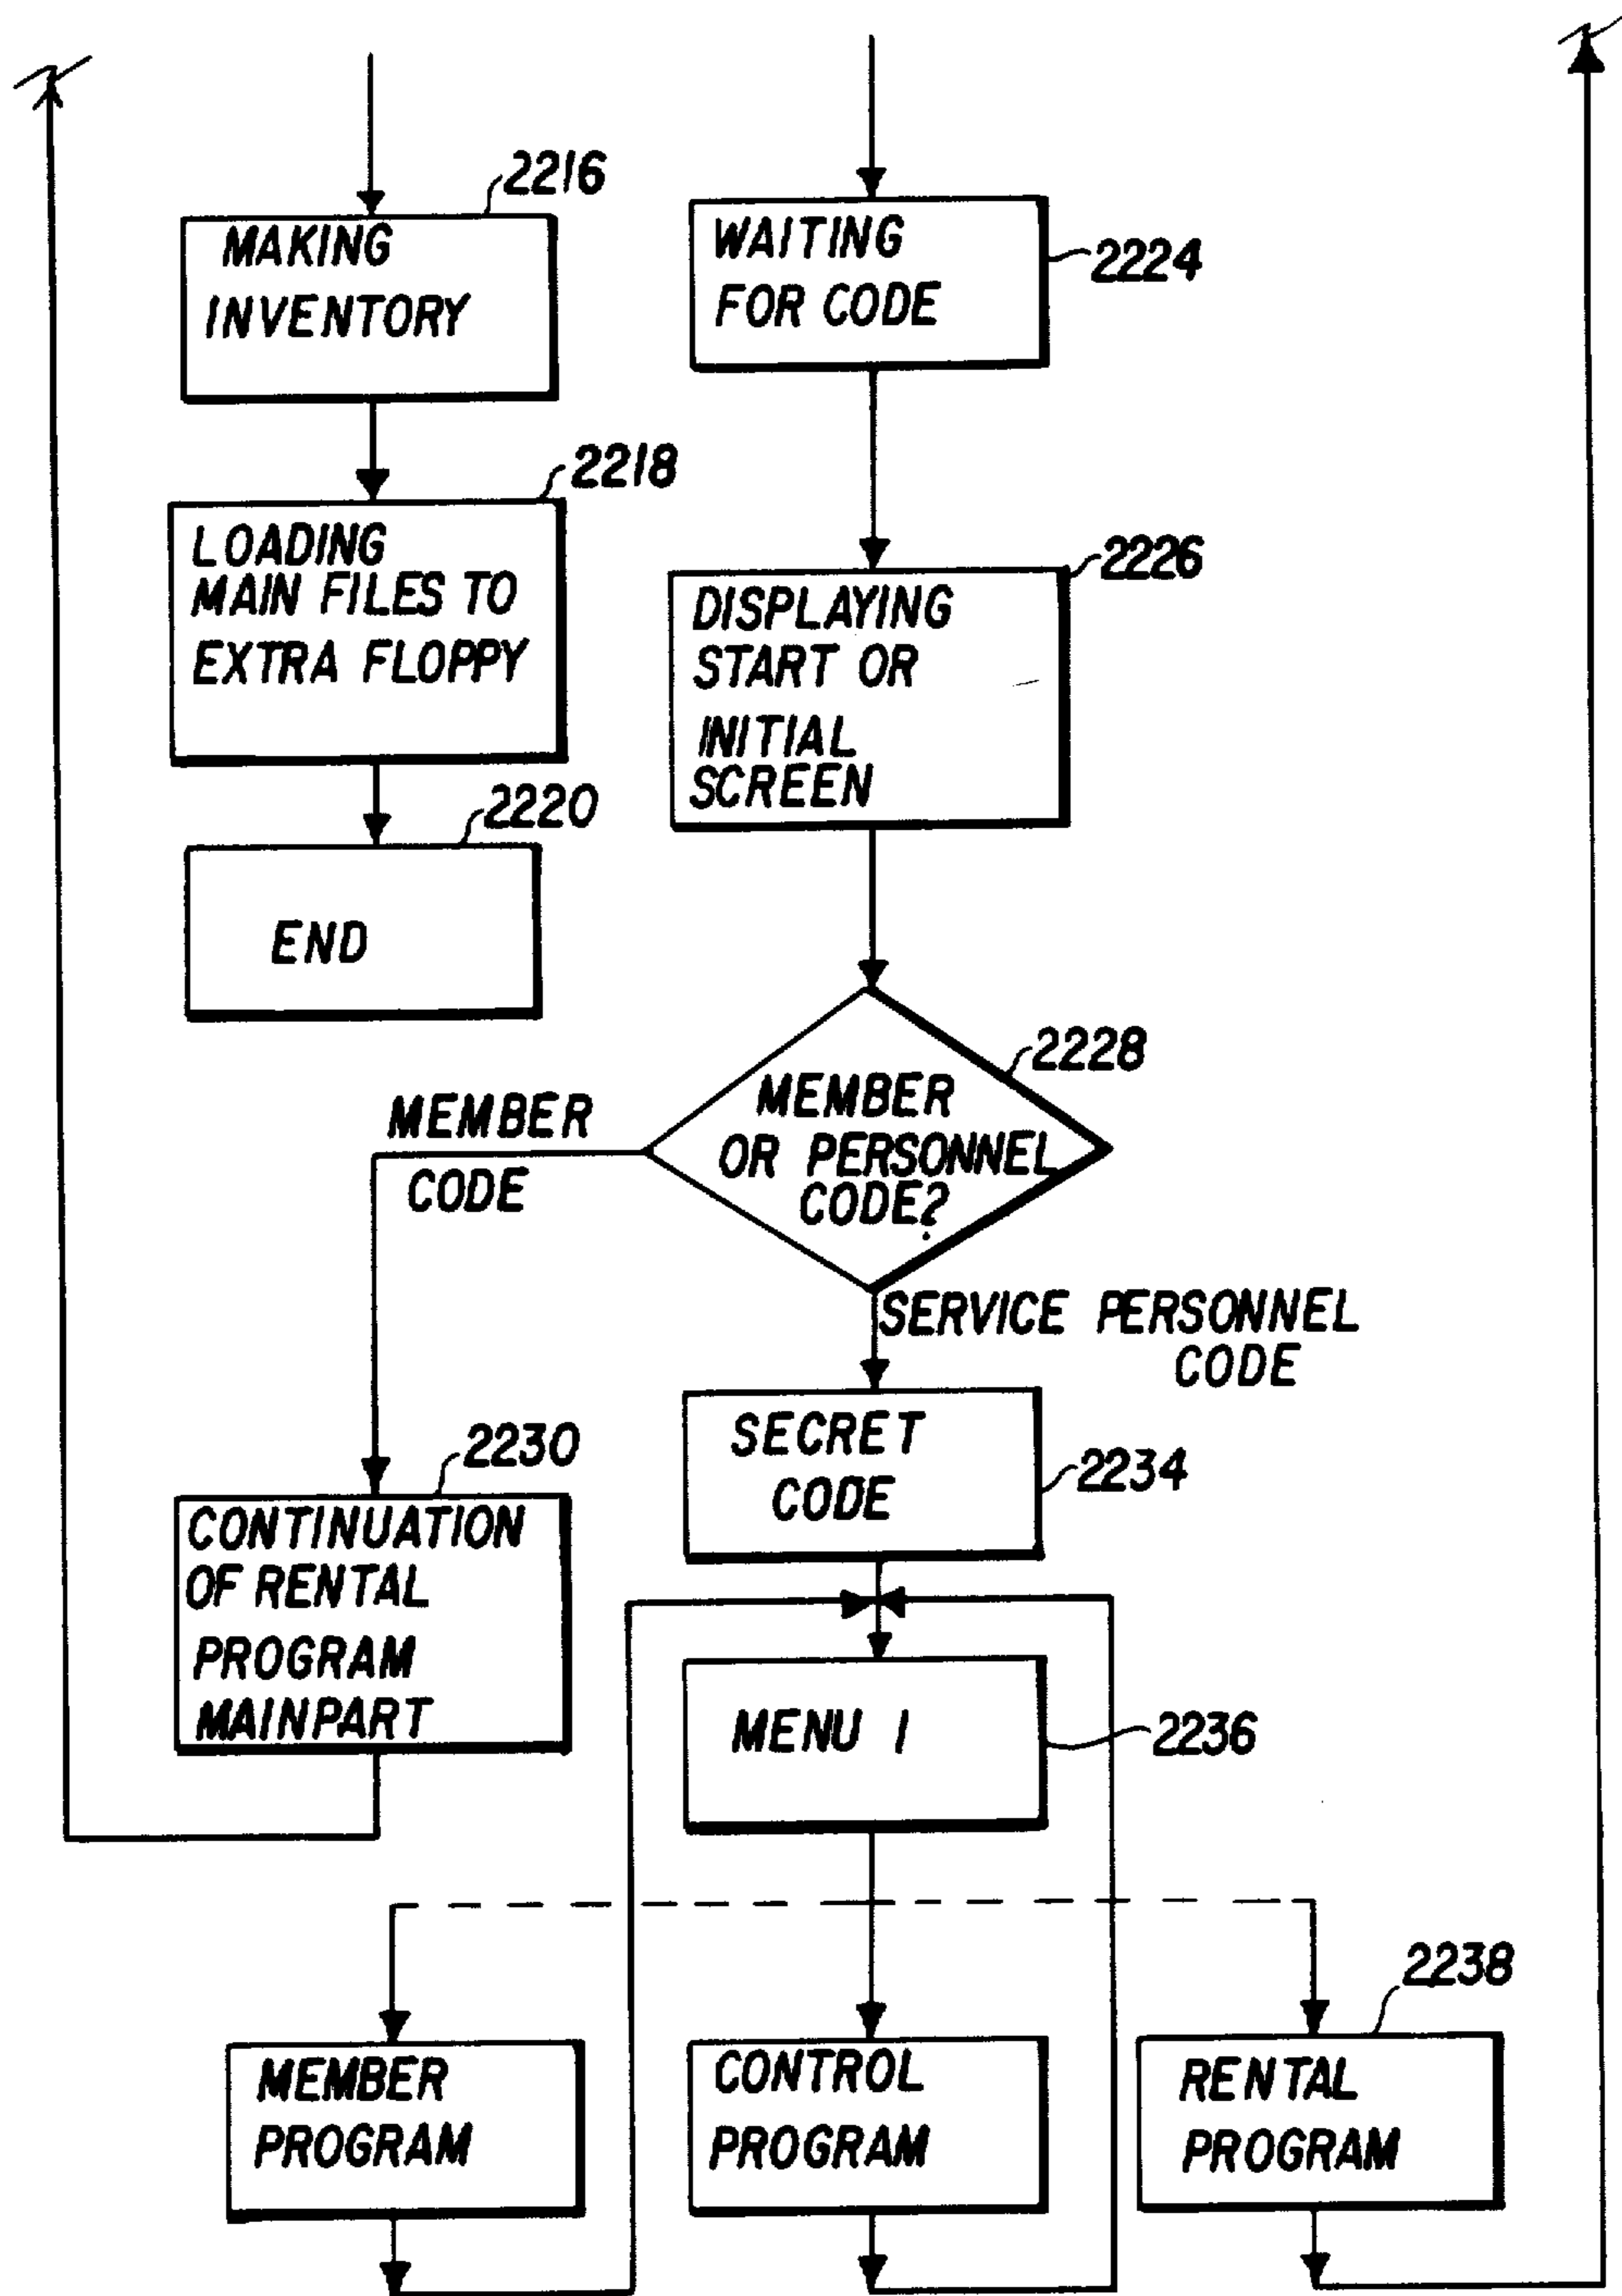 2216
MAKING
INVENTORY
2218
LOADING
MAIN FILES TO
EXTRA FLOPPY
2220
END
2224
WAITING
FOR CODE
2226
DISPLAYING
START OR
INITIAL
SCREEN
2228
MEMBER
OR PERSONNEL
CODE?
MEMBER
CODE
SERVICE PERSONNEL
CODE
2230
CONTINUATION
OF RENTAL
PROGRAM
MAINPART
2234
SECRET
CODE
2236
MENU 1
MEMBER
PROGRAM
CONTROL
PROGRAM
2238
RENTAL
PROGRAM